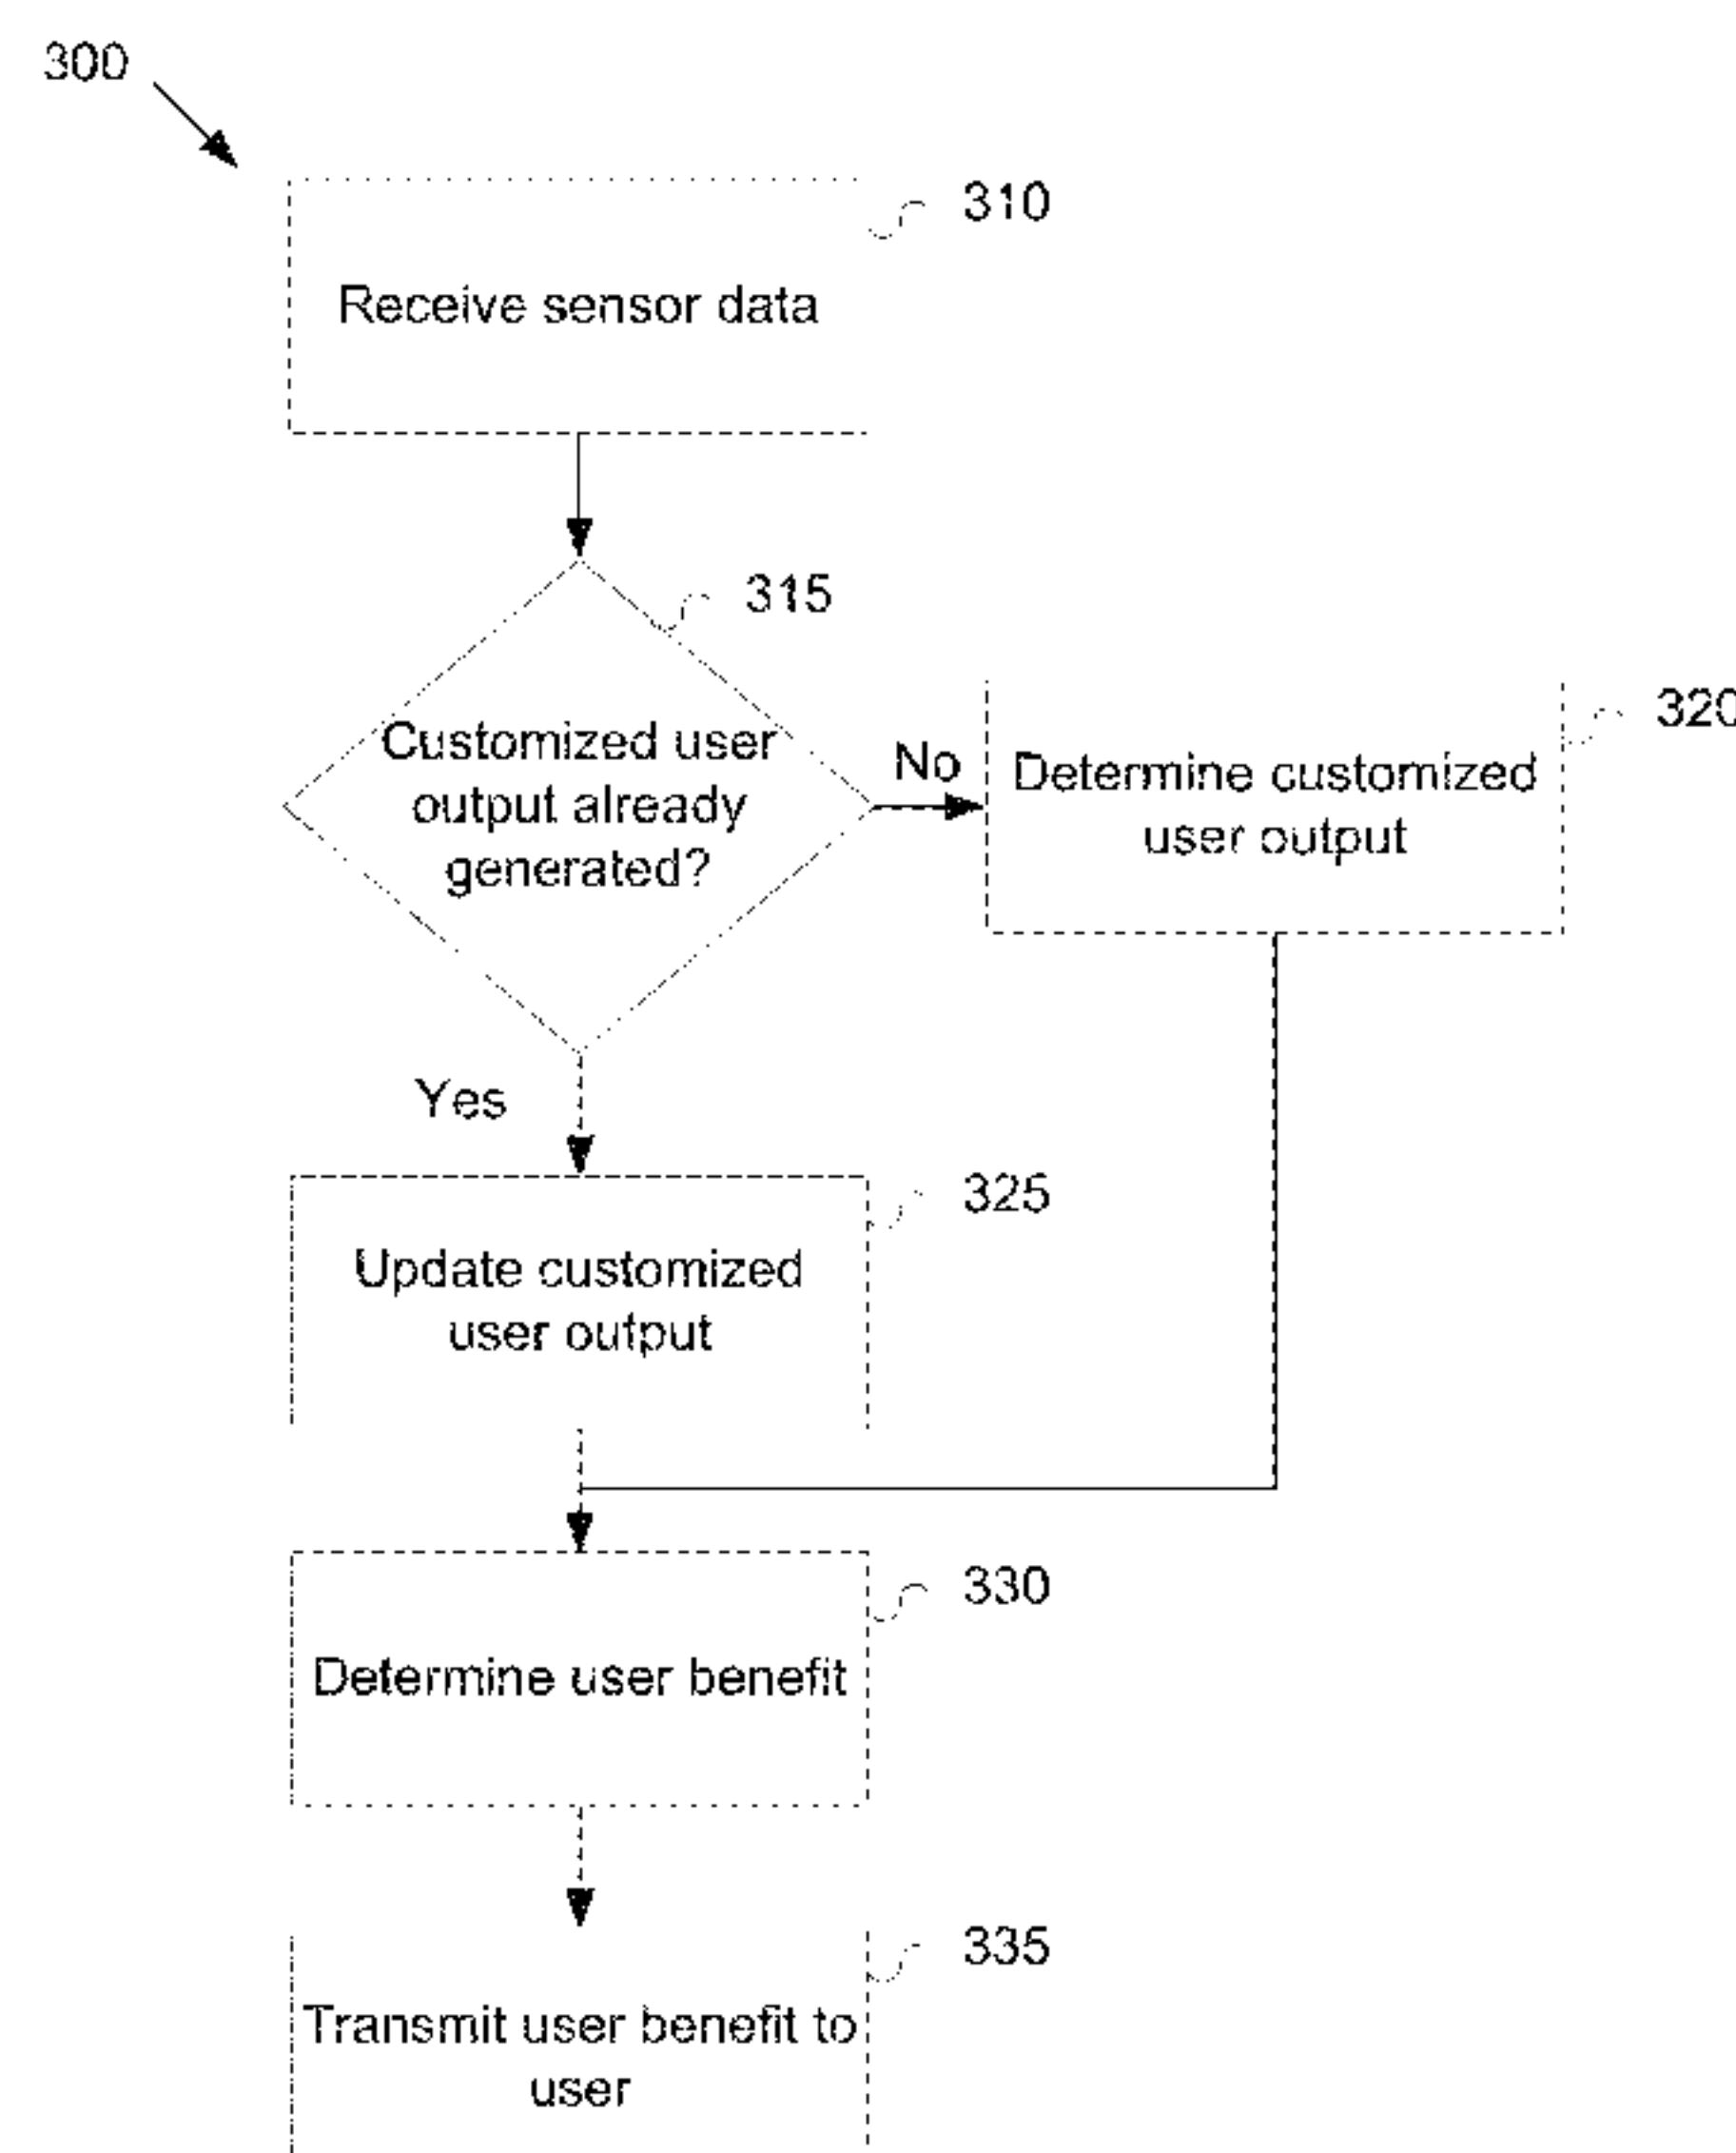 300
310
Receive sensor data
315
Customized user
output already
generated?
No
320
Determine customized
user output
Yes
325
Update customized
user output
330
Determine user benefit
335
Transmit user benefit to
user